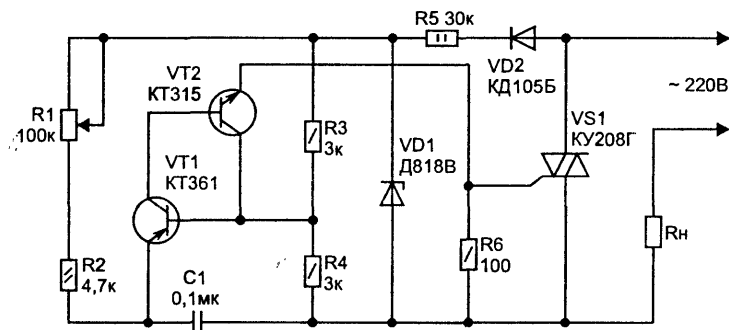 R5 30к
VT2
КТ315
VD2
КД105Б
~ 220В
R1
100к
VS1
КУ208Г
R3
3к
VT1
КТ361
VD1
Д818В
Rн
R2
4,7к
C1
0,1мк
R4
3к
R6
100